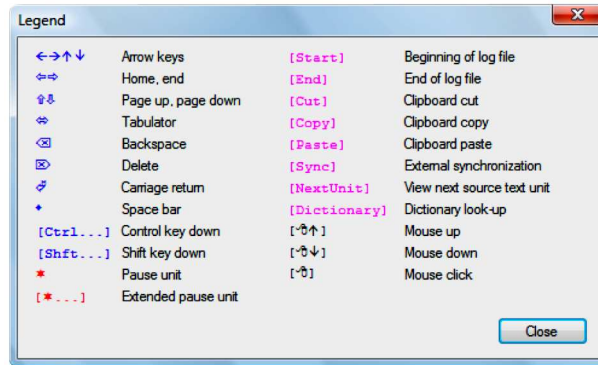 Legend
←→↑↓ Arrow keys [Start] Beginning of log file
⇦⇨ Home, end [End] End of log file
⇧⇩ Page up, page down [Cut] Clipboard cut
⬄ Tabulator [Copy] Clipboard copy
⌫ Backspace [Paste] Clipboard paste
⌦ Delete [Sync] External synchronization
Carriage return [NextUnit] View next source text unit
Space bar [Dictionary] Dictionary look-up
[Ctrl...] Control key down [🖰↑] Mouse up
[Shft...] Shift key down [🖰↓] Mouse down
* Pause unit [🖰] Mouse click
[*...] Extended pause unit
Close